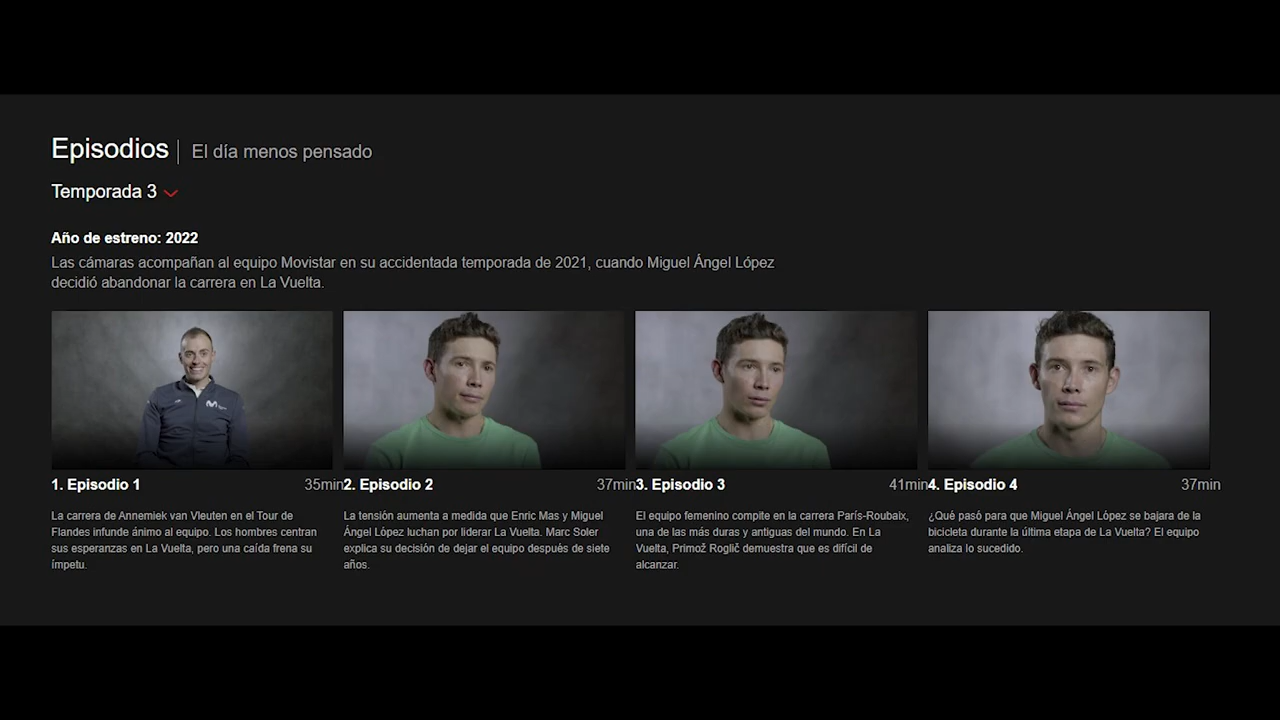 Episodios | El día menos pensado
Temporada 3
Año de estreno: 2022
Las cámaras acompañan al equipo Movistar en su accidentada temporada de 2021, cuando Miguel Ángel López
decidió abandonar la carrera en La Vuelta.
1. Episodio 1 35min
La carrera de Annemiek van Vleuten en el Tour de
Flandes infunde ánimo al equipo. Los hombres centran
sus esperanzas en La Vuelta, pero una caída frena su
ímpetu.
2. Episodio 2 37min
La tensión aumenta a medida que Enric Mas y Miguel
Ángel López luchan por liderar La Vuelta. Marc Soler
explica su decisión de dejar el equipo después de siete
años.
3. Episodio 3 41min
El equipo femenino compite en la carrera París-Roubaix,
una de las más duras y antiguas del mundo. En La
Vuelta, Primož Roglič demuestra que es difícil de
alcanzar.
4. Episodio 4 37min
¿Qué pasó para que Miguel Ángel López se bajara de la
bicicleta durante la última etapa de La Vuelta? El equipo
analiza lo sucedido.